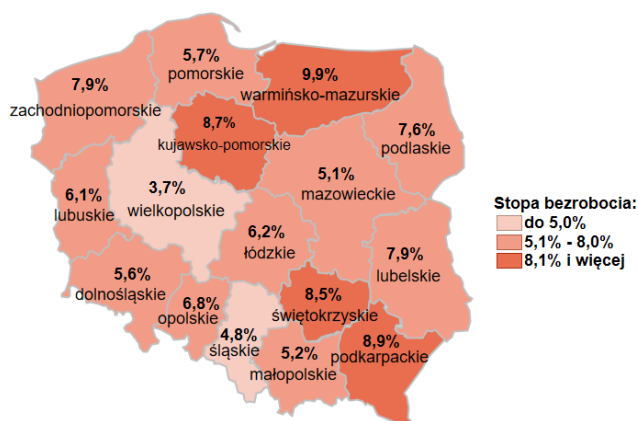 5,7%
pomorskie
9,9%
warmińsko-mazurskie
7,9%
zachodniopomorskie
8,7%
kujawsko-pomorskie
7,6%
podlaskie
5,1%
mazowieckie
3,7%
wielkopolskie
6,1%
lubuskie
6,2%
łódzkie
7,9%
lubelskie
5,6%
dolnośląskie
6,8%
opolskie
4,8%
śląskie
8,5%
świętokrzyskie
5,2%
małopolskie
8,9%
podkarpackie
Stopa bezrobocia:
do 5,0%
5,1% - 8,0%
8,1% i więcej